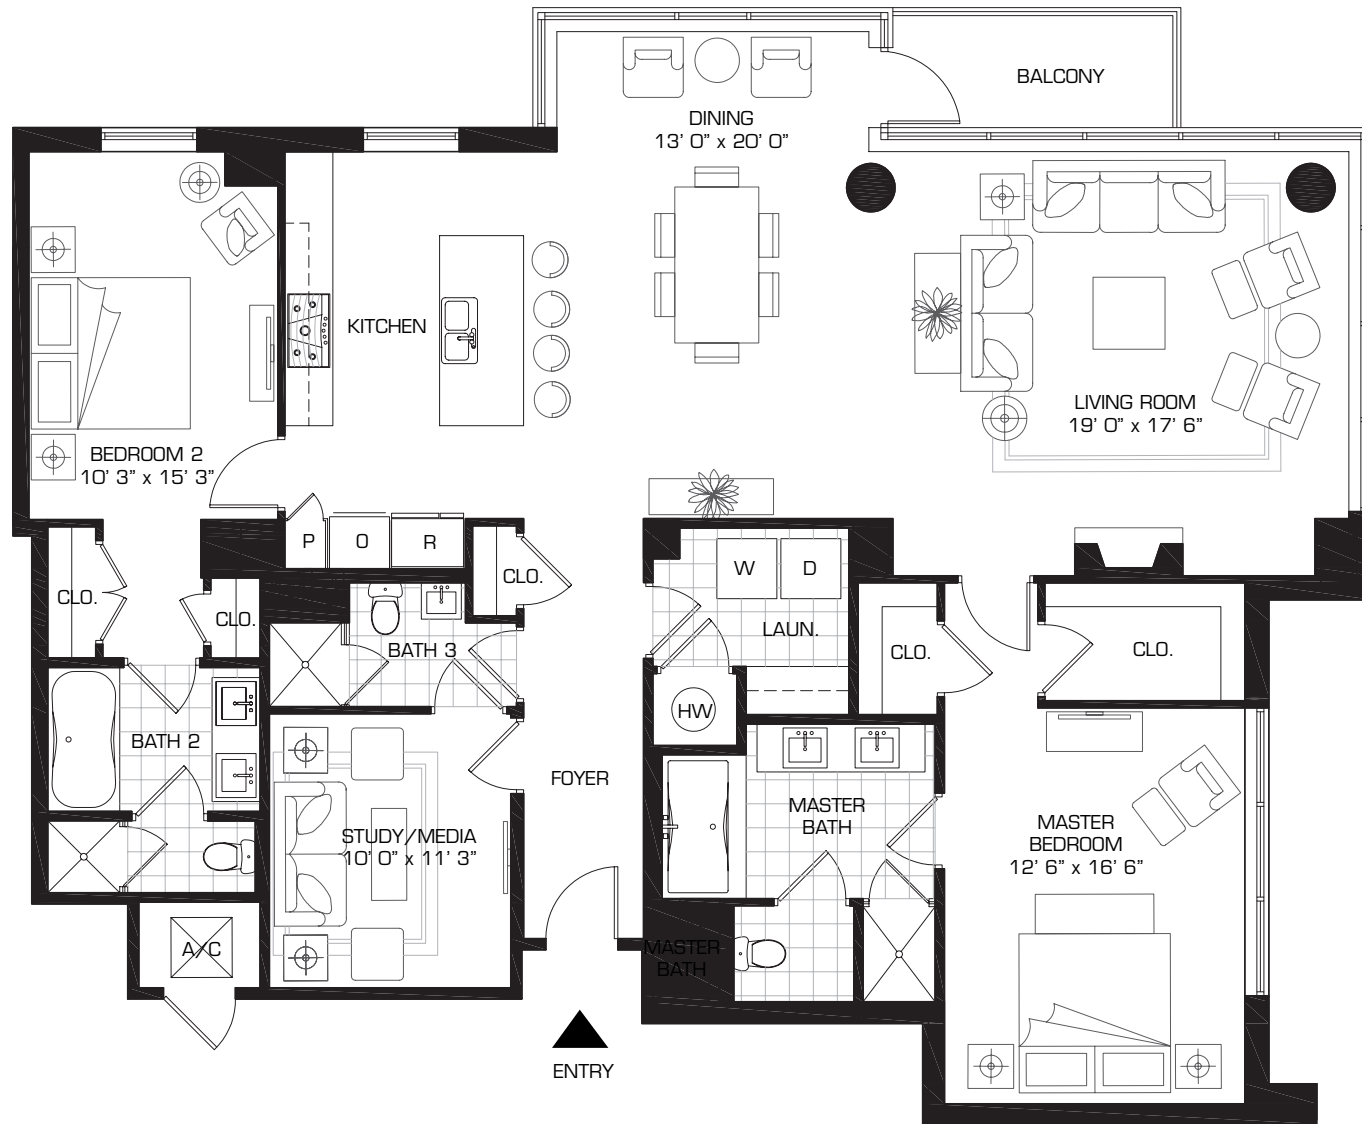 BALCONY
DINING
13' 0" x 20' 0"
KITCHEN
LIVING ROOM
19' 0" x 17' 6"
BEDROOM 2
10' 3" x 15' 3"
P
O
R
CLO.
CLO.
CLO.
W
D
LAUN.
BATH 3
CLO.
CLO.
HW
BATH 2
FOYER
MASTER
BATH
STUDY/MEDIA
10' 0" x 11' 3"
MASTER
BEDROOM
12' 6" x 16' 6"
A/C
MASTER
BATH
ENTRY